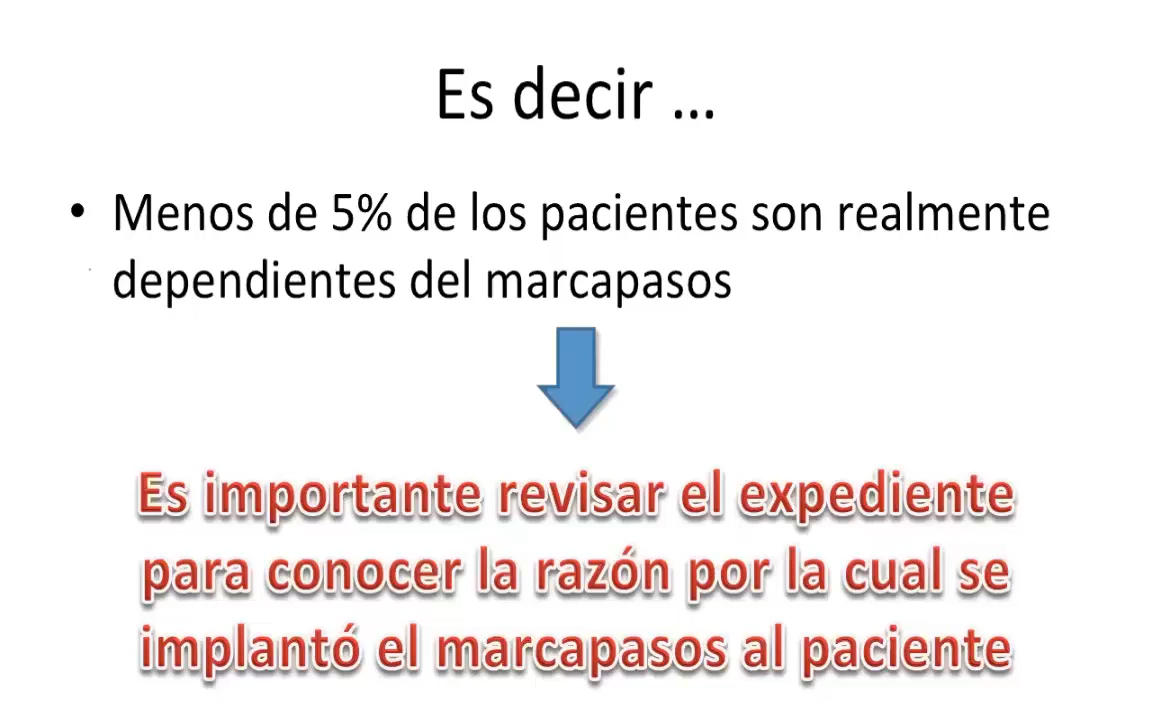 Es decir ...
• Menos de 5% de los pacientes son realmente
dependientes del marcapasos
Es importante revisar el expediente
para conocer la razón por la cual se
implantó el marcapasos al paciente